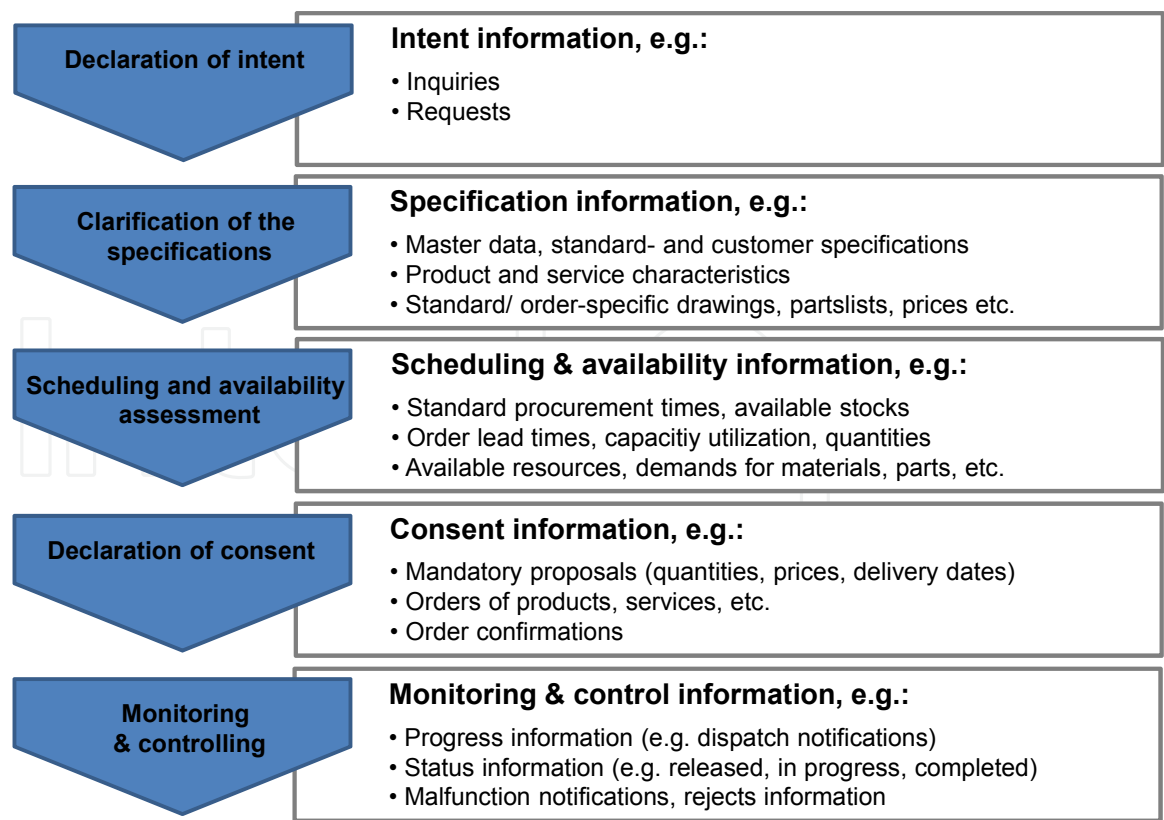 Declaration of intent
Intent information, e.g.:
• Inquiries
• Requests
Clarification of the
specifications
Specification information, e.g.:
• Master data, standard- and customer specifications
• Product and service characteristics
• Standard/ order-specific drawings, partslists, prices etc.
Scheduling and availability
assessment
Scheduling & availability information, e.g.:
• Standard procurement times, available stocks
• Order lead times, capacitiy utilization, quantities
• Available resources, demands for materials, parts, etc.
Declaration of consent
Consent information, e.g.:
• Mandatory proposals (quantities, prices, delivery dates)
• Orders of products, services, etc.
• Order confirmations
Monitoring
& controlling
Monitoring & control information, e.g.:
• Progress information (e.g. dispatch notifications)
• Status information (e.g. released, in progress, completed)
• Malfunction notifications, rejects information